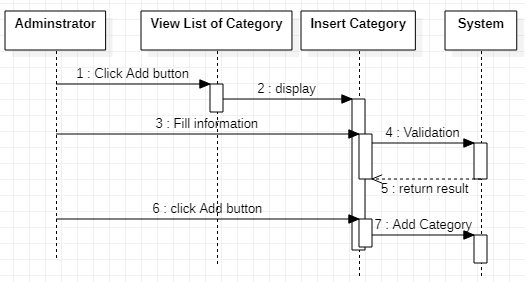 Adminstrator
View List of Category
Insert Category
System
1 : Click Add button
2 : display
3 : Fill information
4 : Validation
5 : return result
6 : click Add button
7 : Add Category